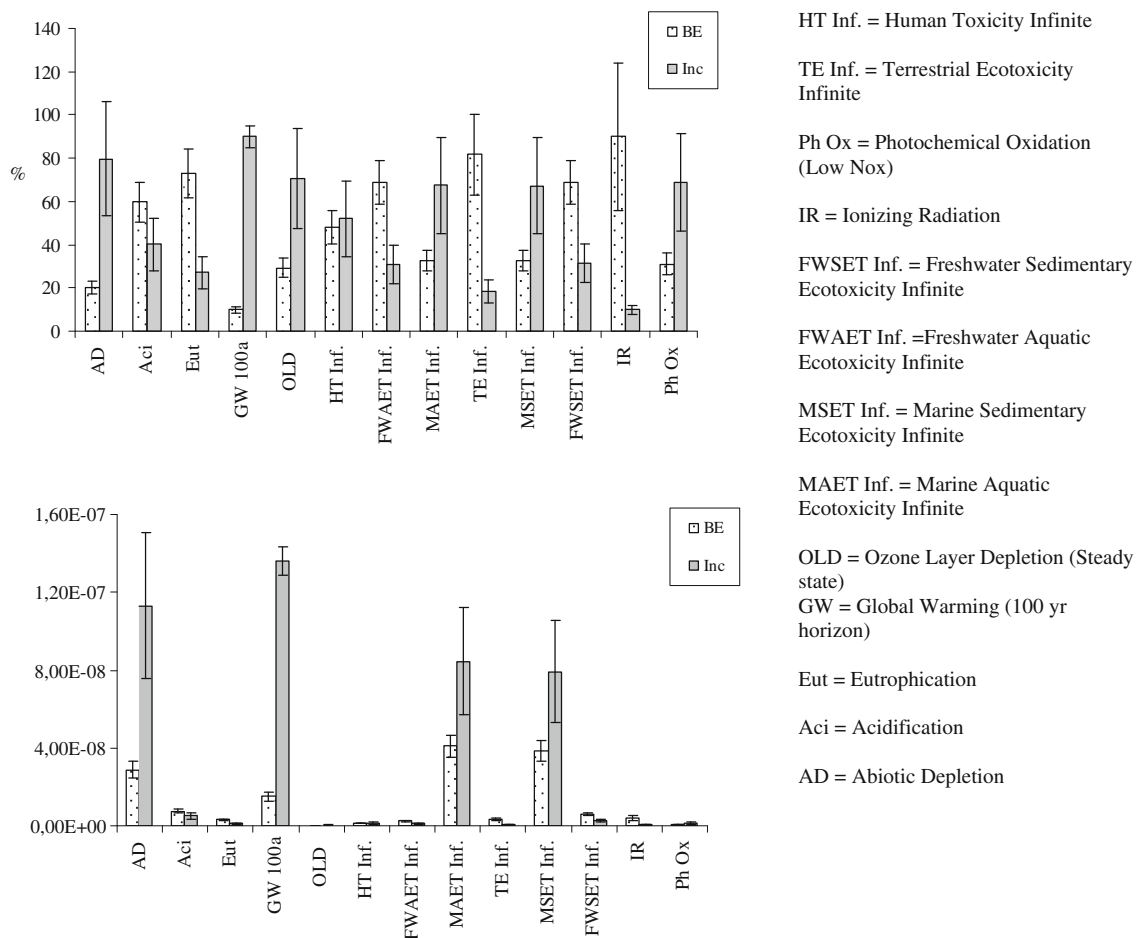 140
120
100
80
60
40
20
0
%
BE
Inc
AD
Aci
Eut
GW 100a
OLD
HT Inf.
FWAET Inf.
MAET Inf.
TE Inf.
MSET Inf.
FWSET Inf.
IR
Ph Ox
1,60E-07
1,20E-07
8,00E-08
4,00E-08
0,00E+00
BE
Inc
AD
Aci
Eut
GW 100a
OLD
HT Inf.
FWAET Inf.
MAET Inf.
TE Inf.
MSET Inf.
FWSET Inf.
IR
Ph Ox
HT Inf. = Human Toxicity Infinite
TE Inf. = Terrestrial Ecotoxicity
Infinite
Ph Ox = Photochemical Oxidation
(Low Nox)
IR = Ionizing Radiation
FWSET Inf. = Freshwater Sedimentary
Ecotoxicity Infinite
FWAET Inf. =Freshwater Aquatic
Ecotoxicity Infinite
MSET Inf. = Marine Sedimentary
Ecotoxicity Infinite
MAET Inf. = Marine Aquatic
Ecotoxicity Infinite
OLD = Ozone Layer Depletion (Steady
state)
GW = Global Warming (100 yr
horizon)
Eut = Eutrophication
Aci = Acidification
AD = Abiotic Depletion